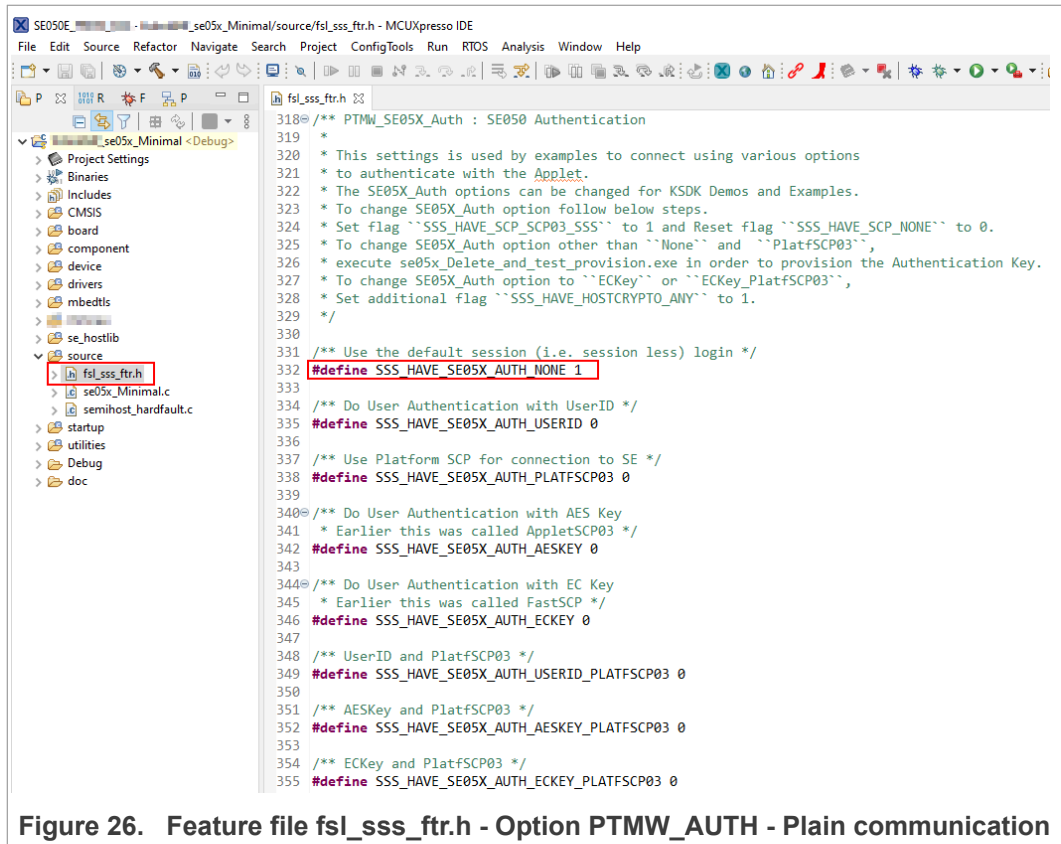 SE050E_ - _se05x_Minimal/source/fsl_sss_ftr.h - MCUXpresso IDE
File Edit Source Refactor Navigate Search Project ConfigTools Run RTOS Analysis Window Help
P R F P
fsl_sss_ftr.h
_se05x_Minimal <Debug>
Project Settings
Binaries
Includes
CMSIS
board
component
device
drivers
mbedtls
se_hostlib
source
fsl_sss_ftr.h
se05x_Minimal.c
semihost_hardfault.c
startup
utilities
Debug
doc
318 /** PTMW_SE05X_Auth : SE050 Authentication
319 *
320 * This settings is used by examples to connect using various options
321 * to authenticate with the Applet.
322 * The SE05X_Auth options can be changed for KSDK Demos and Examples.
323 * To change SE05X_Auth option follow below steps.
324 * Set flag ``SSS_HAVE_SCP_SCP03_SSS`` to 1 and Reset flag ``SSS_HAVE_SCP_NONE`` to 0.
325 * To change SE05X_Auth option other than ``None`` and ``PlatfSCP03``,
326 * execute se05x_Delete_and_test_provision.exe in order to provision the Authentication Key.
327 * To change SE05X_Auth option to ``ECKey`` or ``ECKey_PlatfSCP03``,
328 * Set additional flag ``SSS_HAVE_HOSTCRYPTO_ANY`` to 1.
329 */
330
331 /** Use the default session (i.e. session less) login */
332 #define SSS_HAVE_SE05X_AUTH_NONE 1
333
334 /** Do User Authentication with UserID */
335 #define SSS_HAVE_SE05X_AUTH_USERID 0
336
337 /** Use Platform SCP for connection to SE */
338 #define SSS_HAVE_SE05X_AUTH_PLATFSCP03 0
339
340 /** Do User Authentication with AES Key
341 * Earlier this was called AppletSCP03 */
342 #define SSS_HAVE_SE05X_AUTH_AESKEY 0
343
344 /** Do User Authentication with EC Key
345 * Earlier this was called FastSCP */
346 #define SSS_HAVE_SE05X_AUTH_ECKEY 0
347
348 /** UserID and PlatfSCP03 */
349 #define SSS_HAVE_SE05X_AUTH_USERID_PLATFSCP03 0
350
351 /** AESKey and PlatfSCP03 */
352 #define SSS_HAVE_SE05X_AUTH_AESKEY_PLATFSCP03 0
353
354 /** ECKey and PlatfSCP03 */
355 #define SSS_HAVE_SE05X_AUTH_ECKEY_PLATFSCP03 0
Figure 26. Feature file fsl_sss_ftr.h - Option PTMW_AUTH - Plain communication